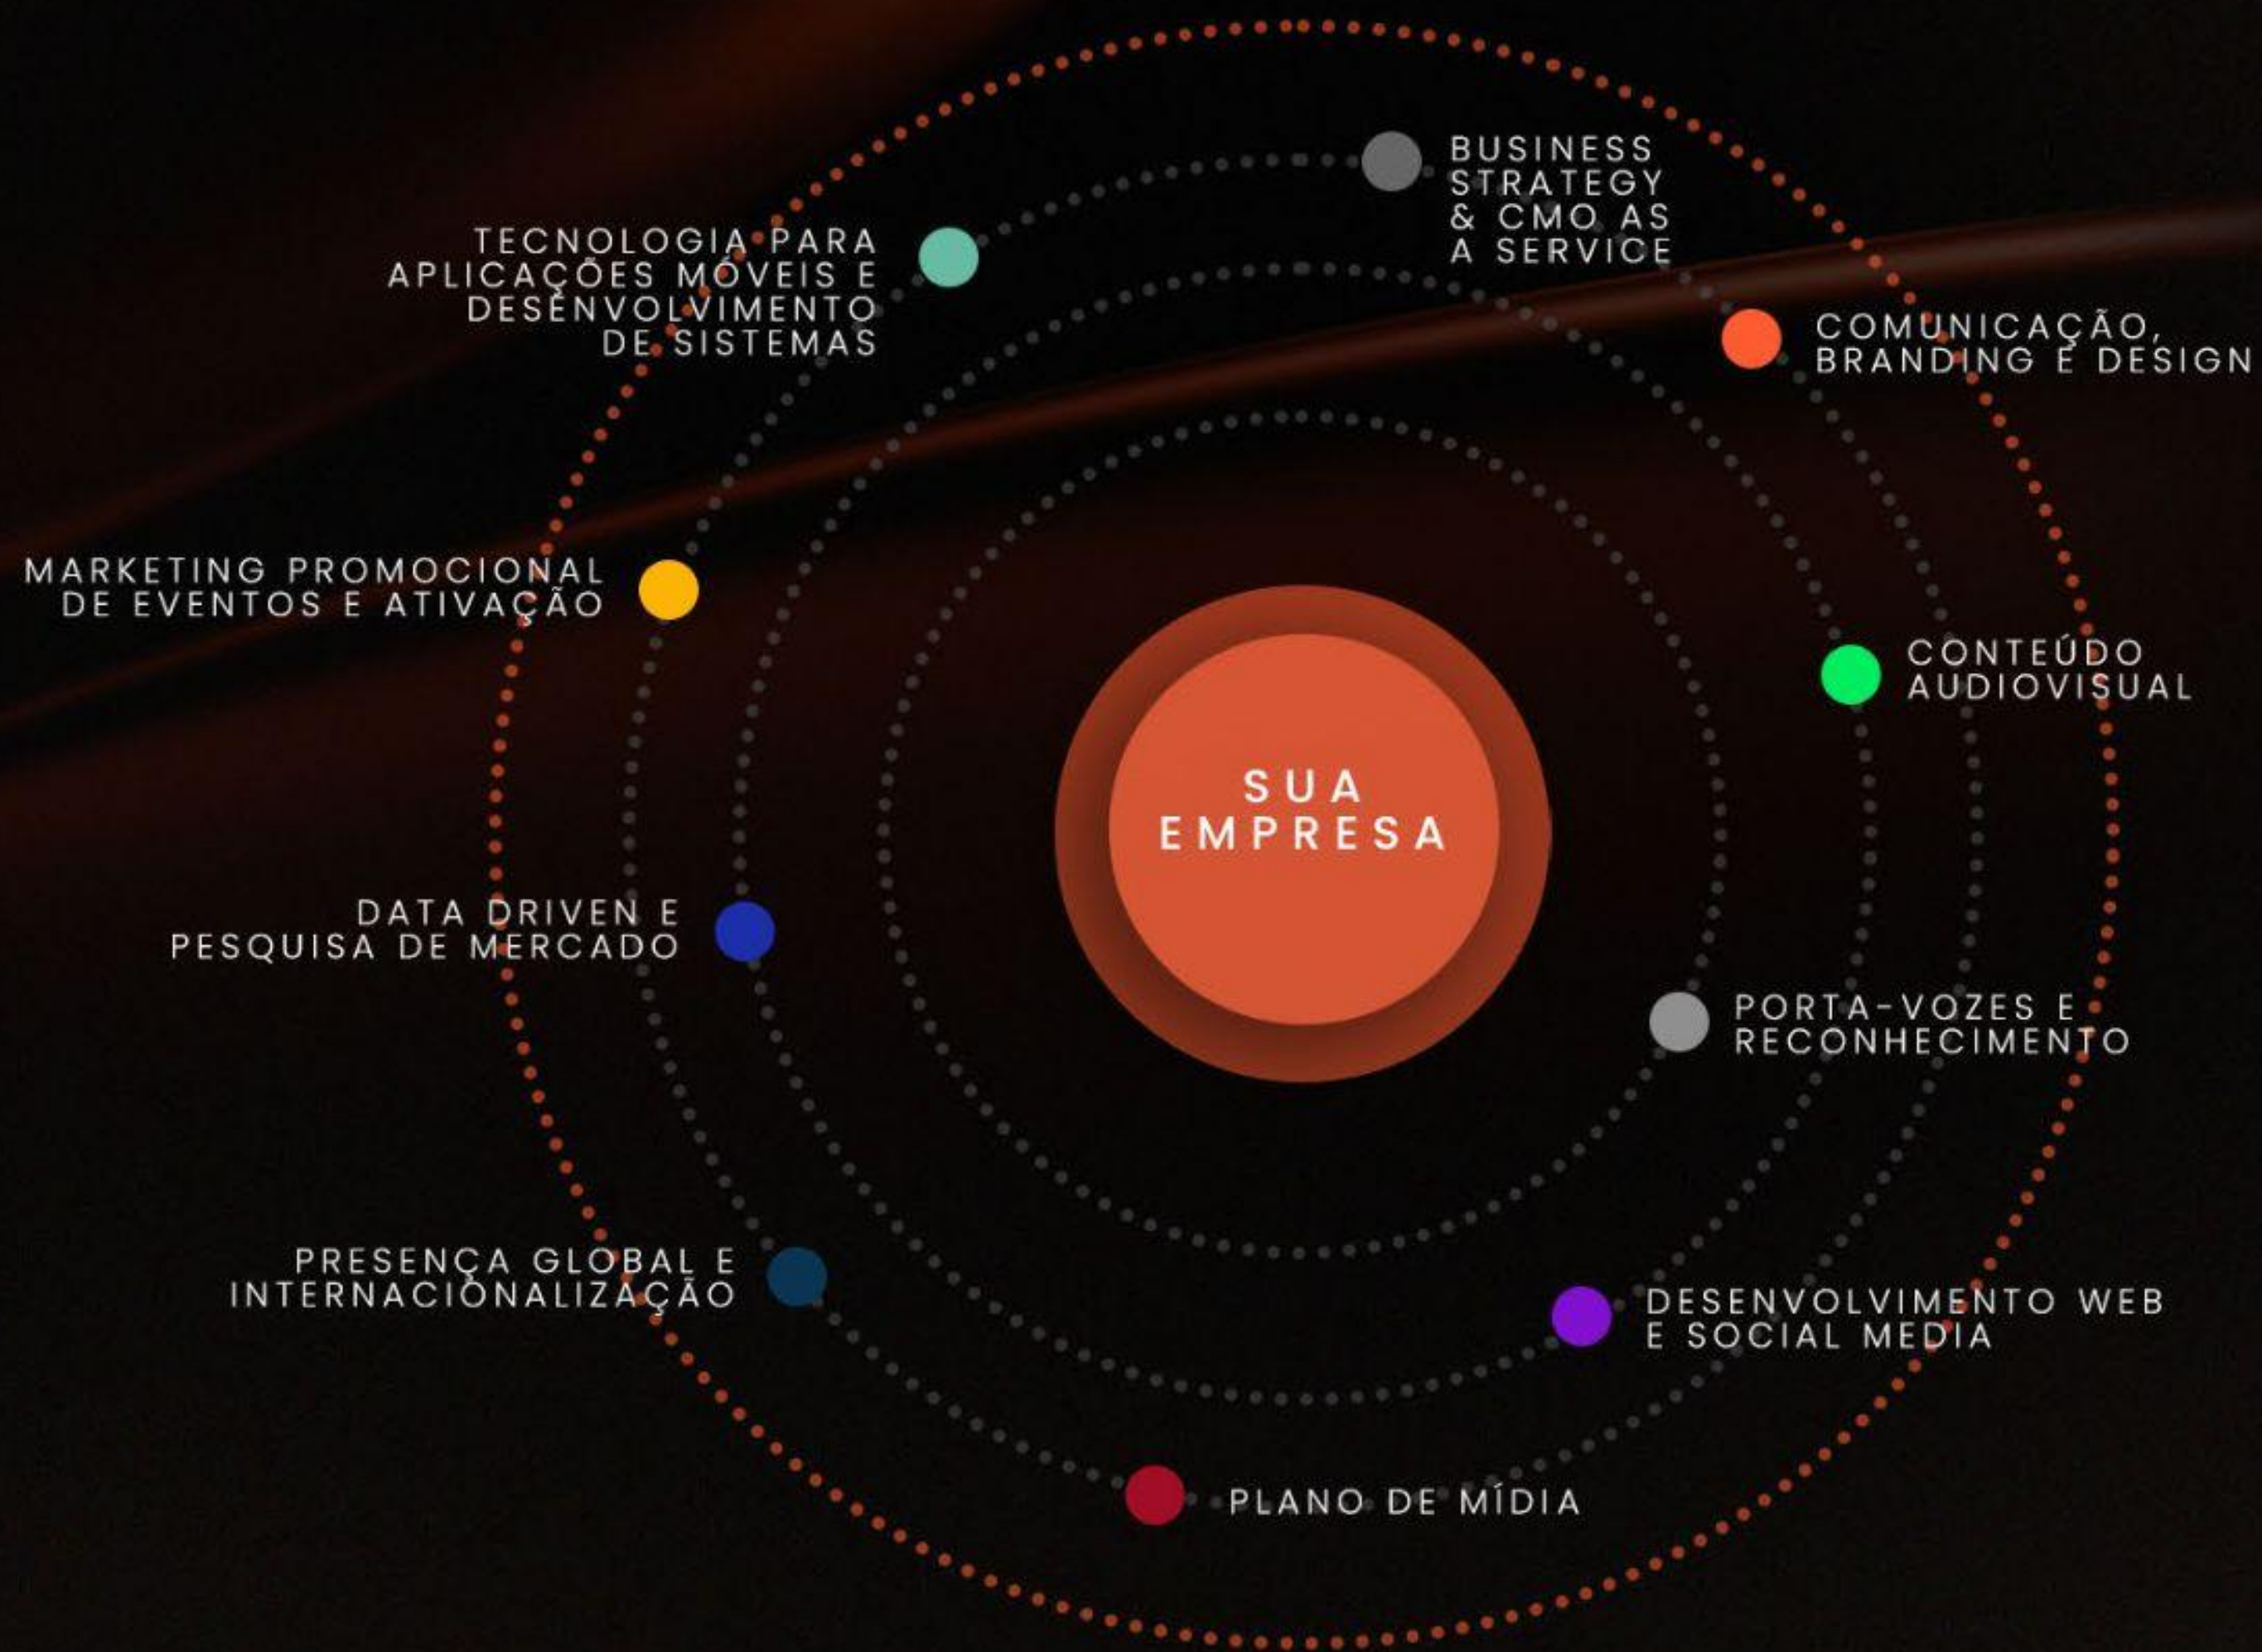 BUSINESS
STRATEGY
& CMO AS
A SERVICE
TECNOLOGIA PARA
APLICAÇÕES MÓVEIS E
DESENVOLVIMENTO
DE SISTEMAS
COMUNICAÇÃO,
BRANDING E DESIGN
MARKETING PROMOCIONAL
DE EVENTOS E ATIVAÇÃO
CONTEÚDO
AUDIOVISUAL
SUA
EMPRESA
DATA DRIVEN E
PESQUISA DE MERCADO
PORTA-VOZES E
RECONHECIMENTO
PRESENÇA GLOBAL E
INTERNACIONALIZAÇÃO
DESENVOLVIMENTO WEB
E SOCIAL MEDIA
PLANO DE MÍDIA